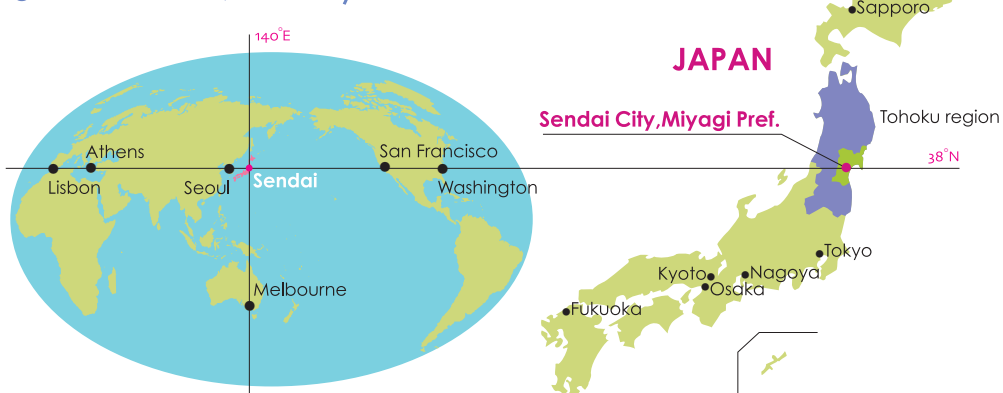 140°E
Athens
San Francisco
Lisbon
Seoul
Sendai
Washington
Melbourne
Sapporo
JAPAN
Sendai City,Miyagi Pref.
Tohoku region
38°N
Tokyo
Kyoto
Nagoya
Osaka
Fukuoka